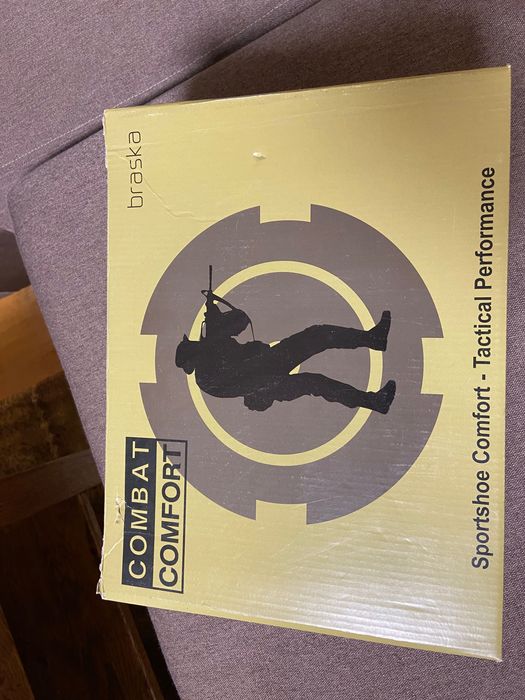 COMBAT
COMFORT
braska
Sportshoe Comfort - Tactical Performance